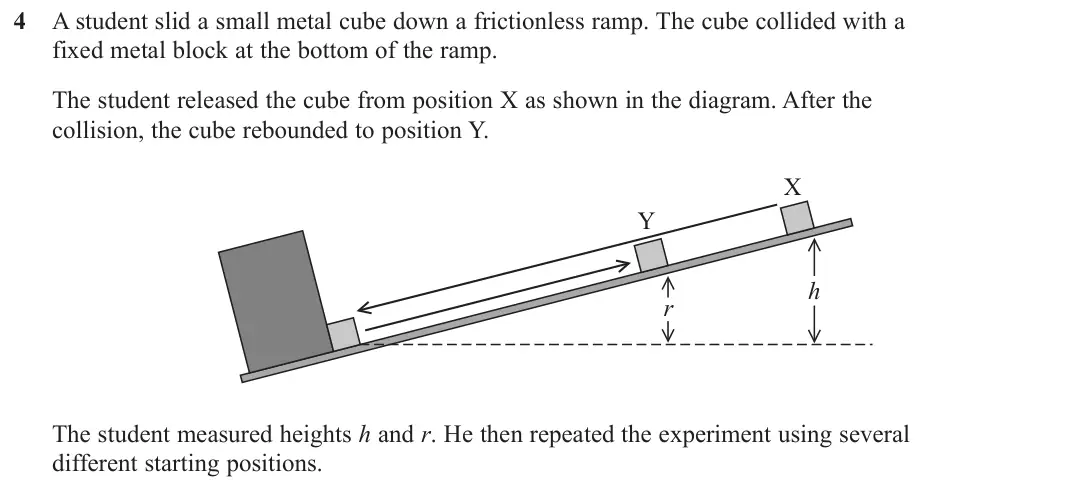 4 A student slid a small metal cube down a frictionless ramp. The cube collided with a
fixed metal block at the bottom of the ramp.
The student released the cube from position X as shown in the diagram. After the
collision, the cube rebounded to position Y.
X
Y
h
r
The student measured heights h and r. He then repeated the experiment using several
different starting positions.